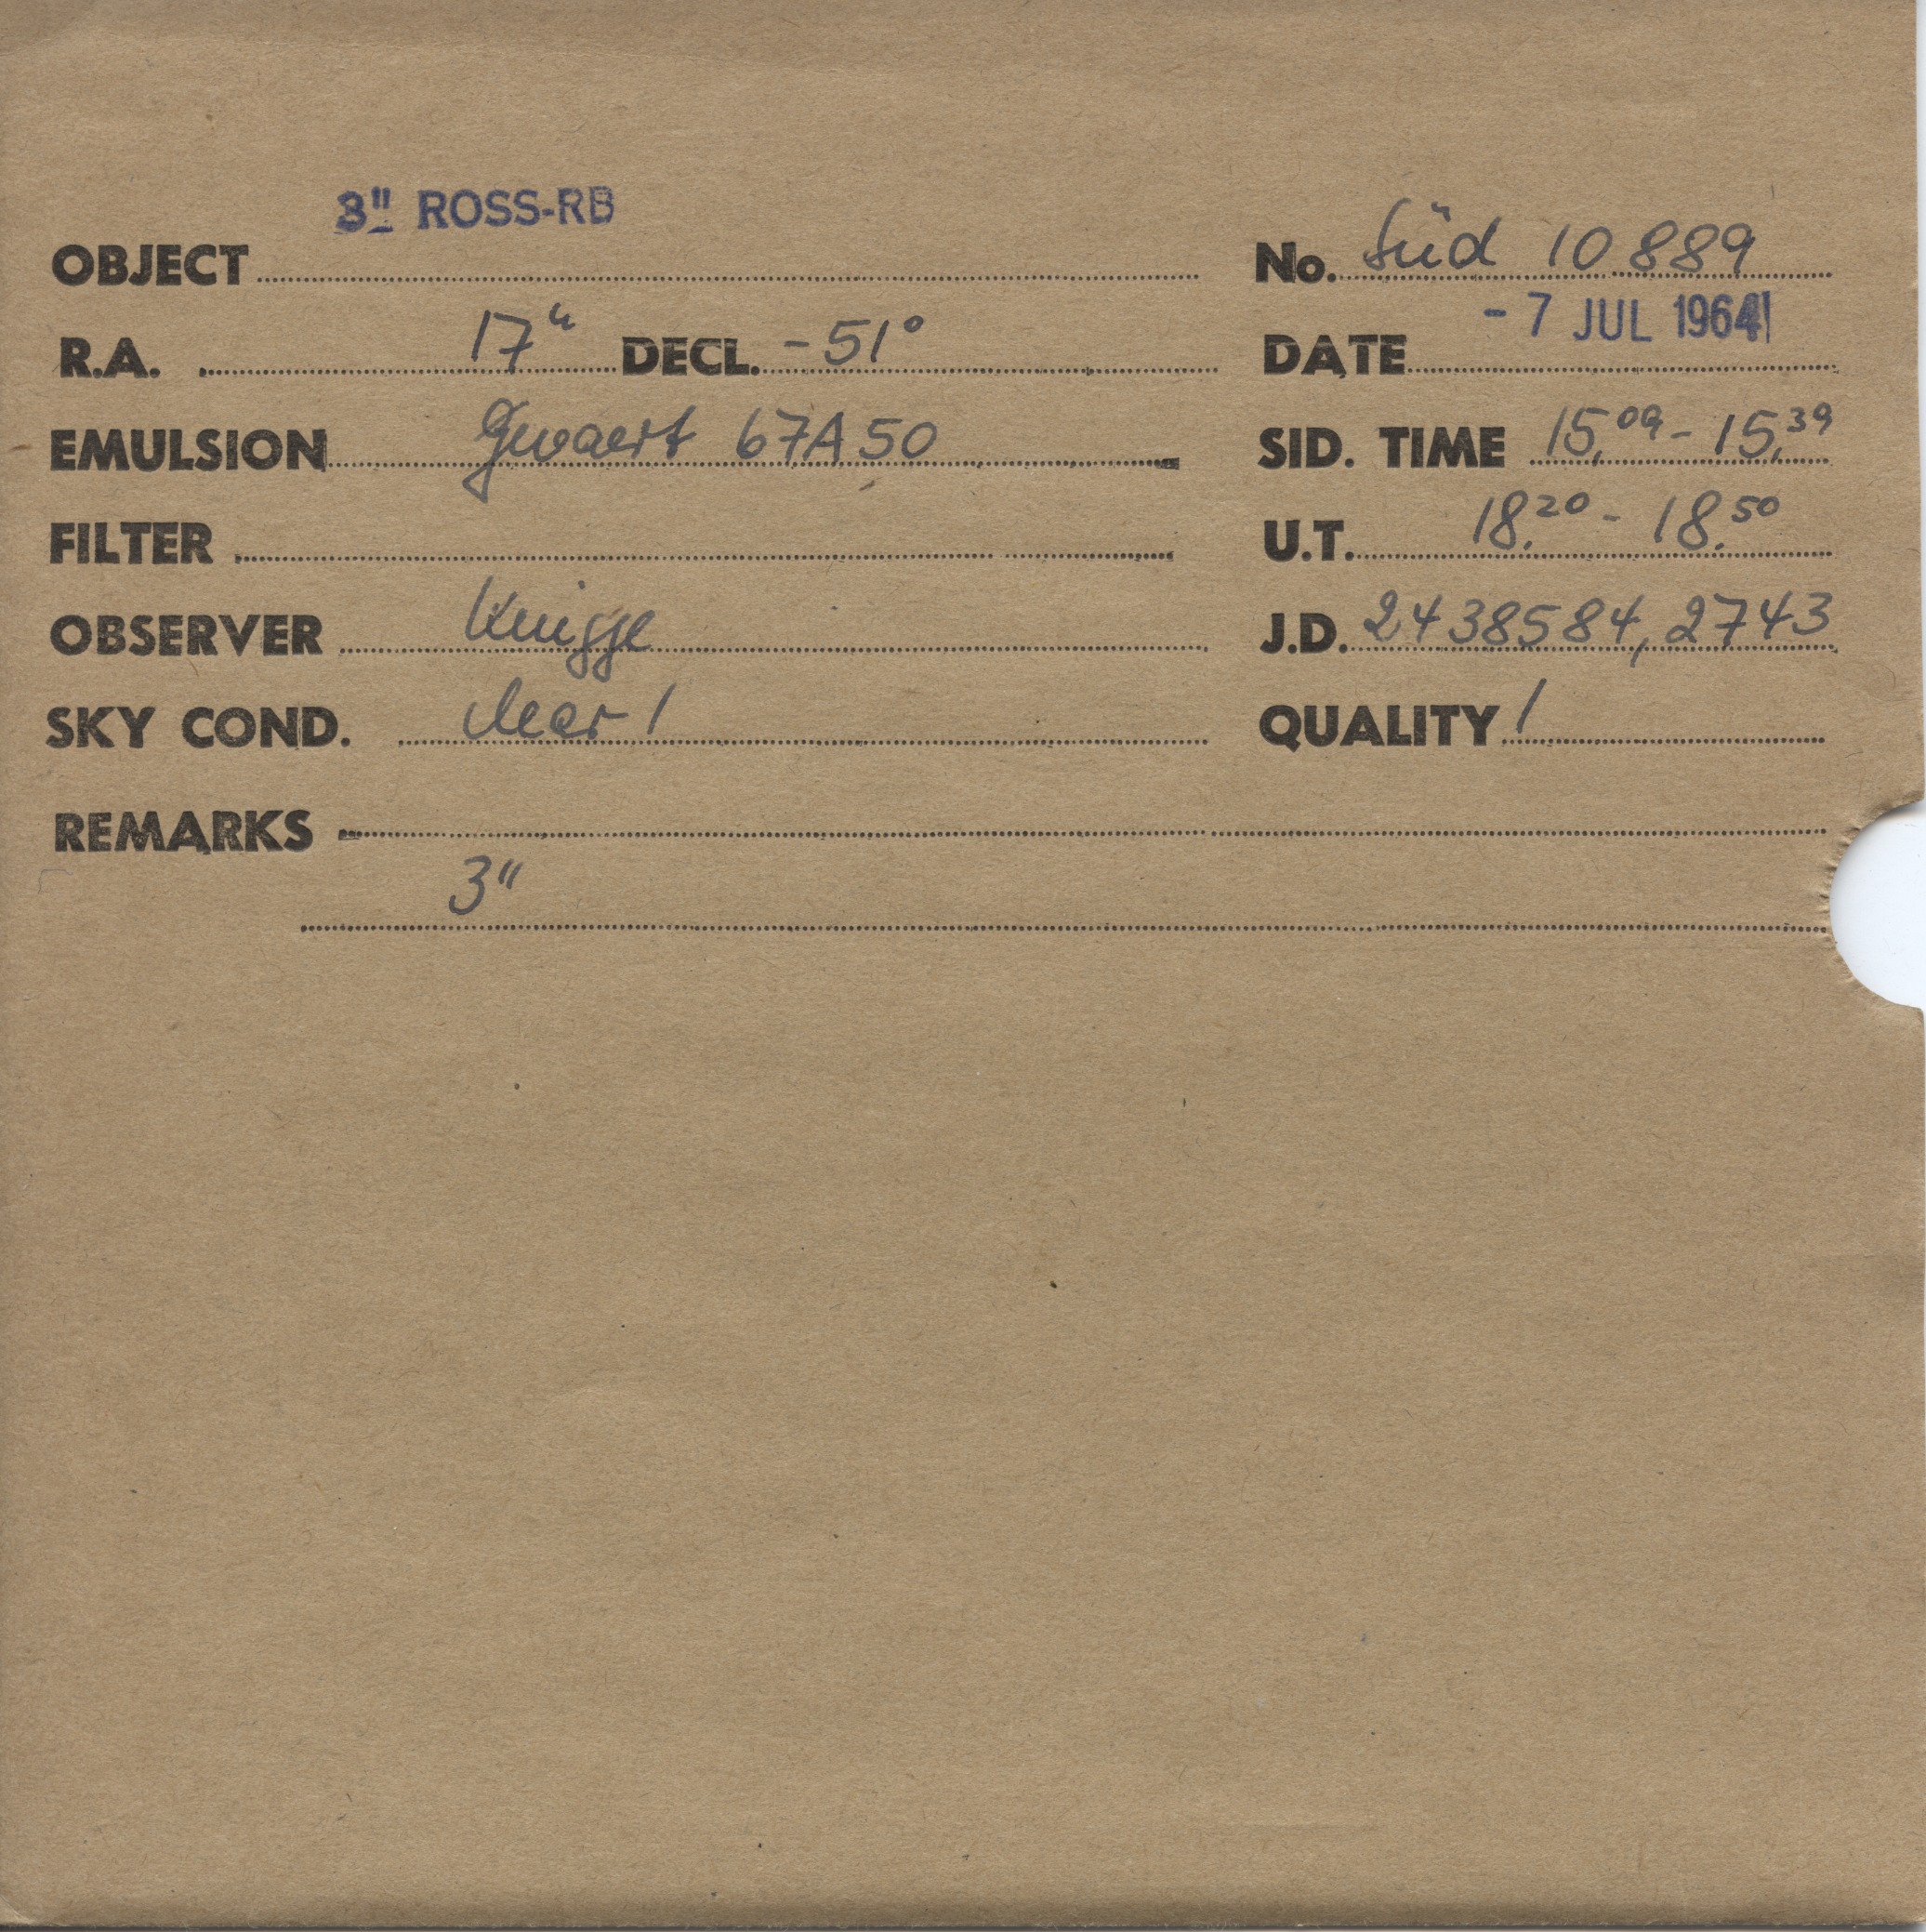 3" ROSS-RB
OBJECT No. Süd 10889
R.A. 17h DECL. -51° DATE - 7 JUL 1964
EMULSION Gevaert 67A50 SID. TIME 15.09 - 15.39
FILTER U.T. 18.20 - 18.50
OBSERVER Knigge J.D. 2438584,2743
SKY COND. clear 1 QUALITY 1
REMARKS
3"